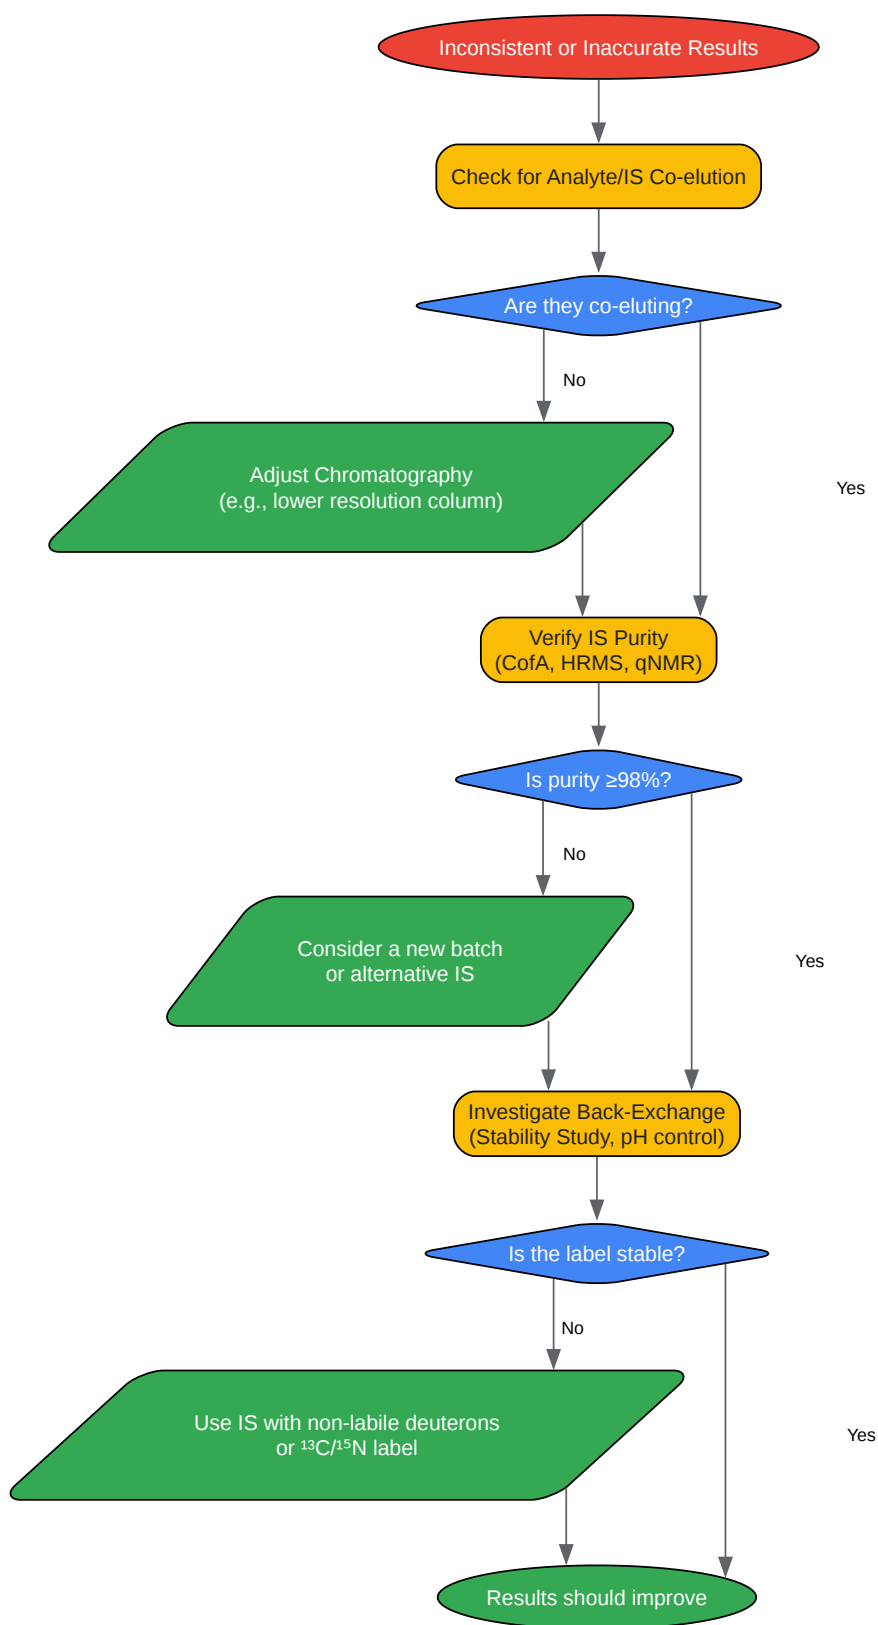 Inconsistent or Inaccurate Results
Check for Analyte/IS Co-elution
Are they co-eluting?
No
Adjust Chromatography
(e.g., lower resolution column)
Yes
Verify IS Purity
(CofA, HRMS, qNMR)
Is purity ≥98%?
No
Consider a new batch
or alternative IS
Yes
Investigate Back-Exchange
(Stability Study, pH control)
Is the label stable?
No
Use IS with non-labile deuterons
or ¹³C/¹⁵N label
Yes
Results should improve